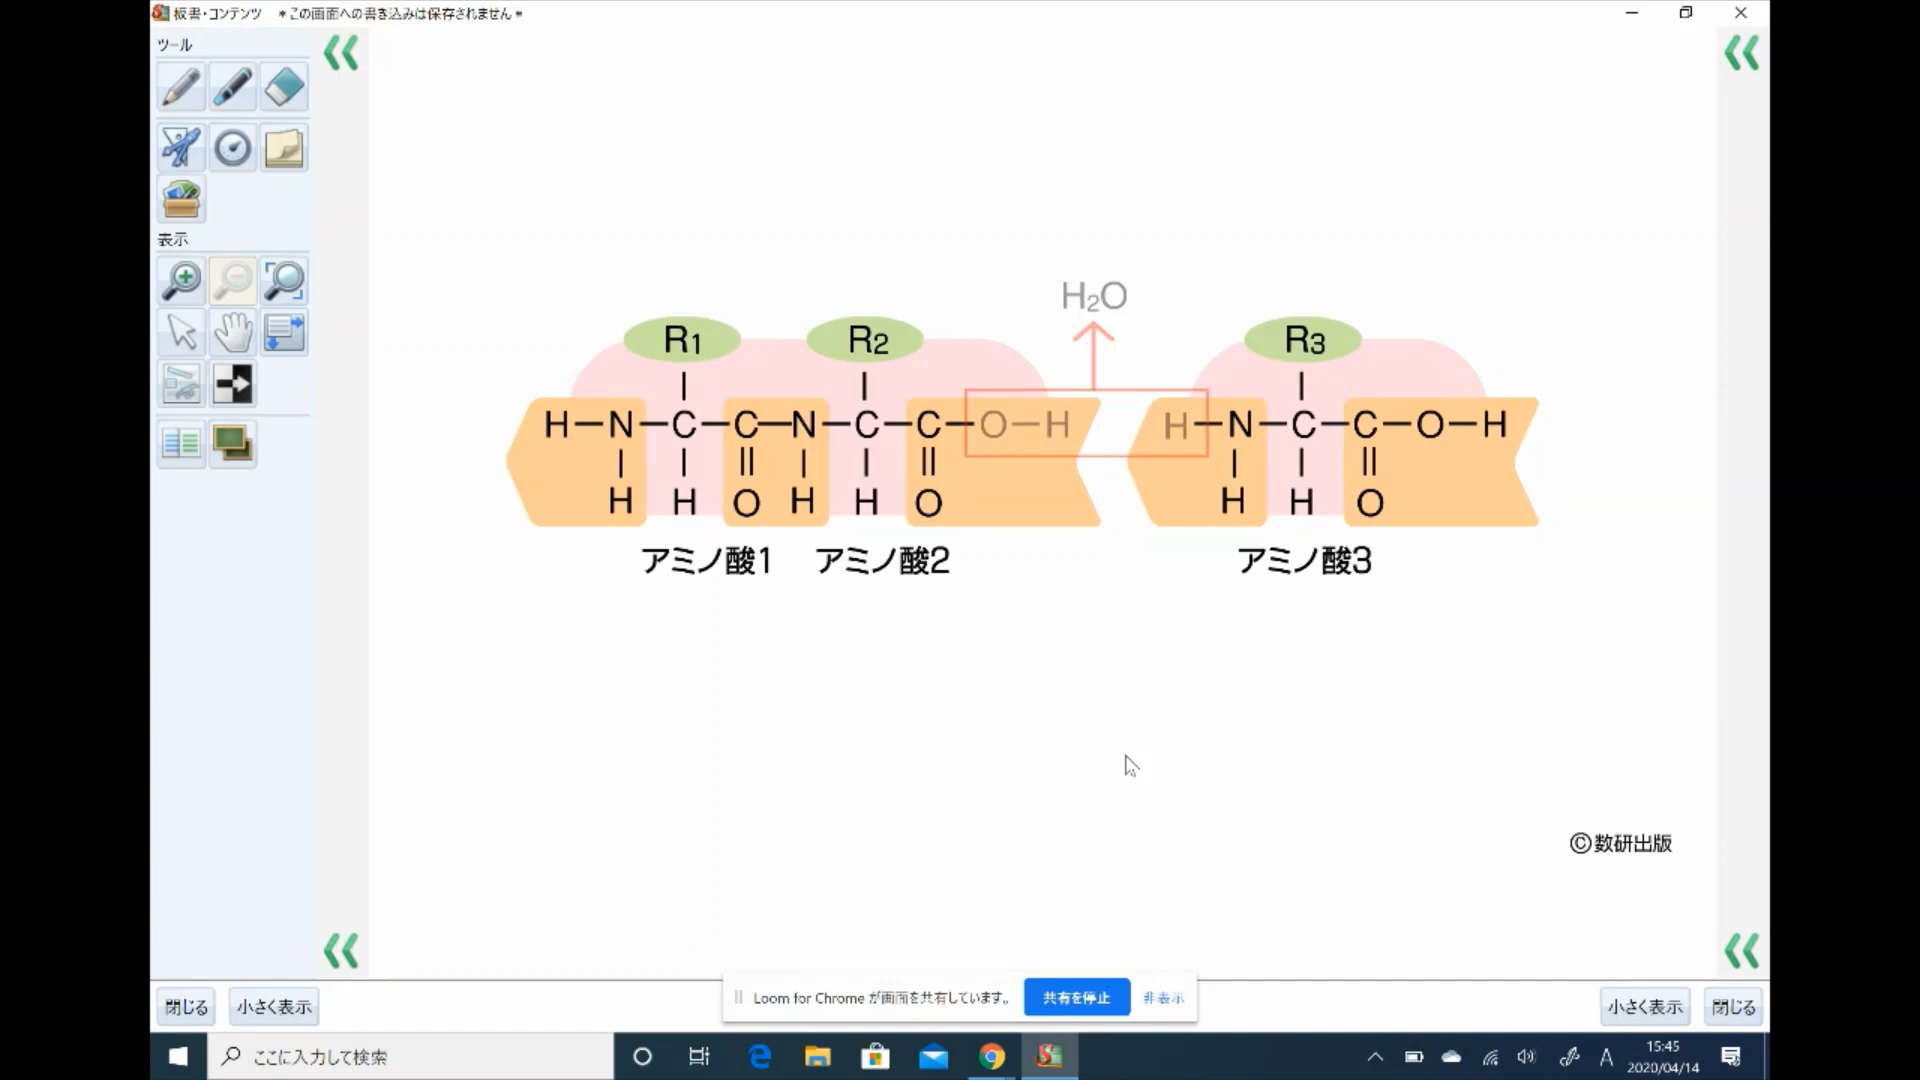 板書・コンテンツ　*この画面への書き込みは保存されません*
ツール
表示
H₂O
R₁ R₂ R₃
H—N—C—C—N—C—C—O—H H—N—C—C—O—H
H H O H H O H H O
アミノ酸1 アミノ酸2 アミノ酸3
©数研出版
Loom for Chrome が画面を共有しています。 共有を停止 非表示
閉じる 小さく表示 小さく表示 閉じる
ここに入力して検索
A 15:45
2020/04/14